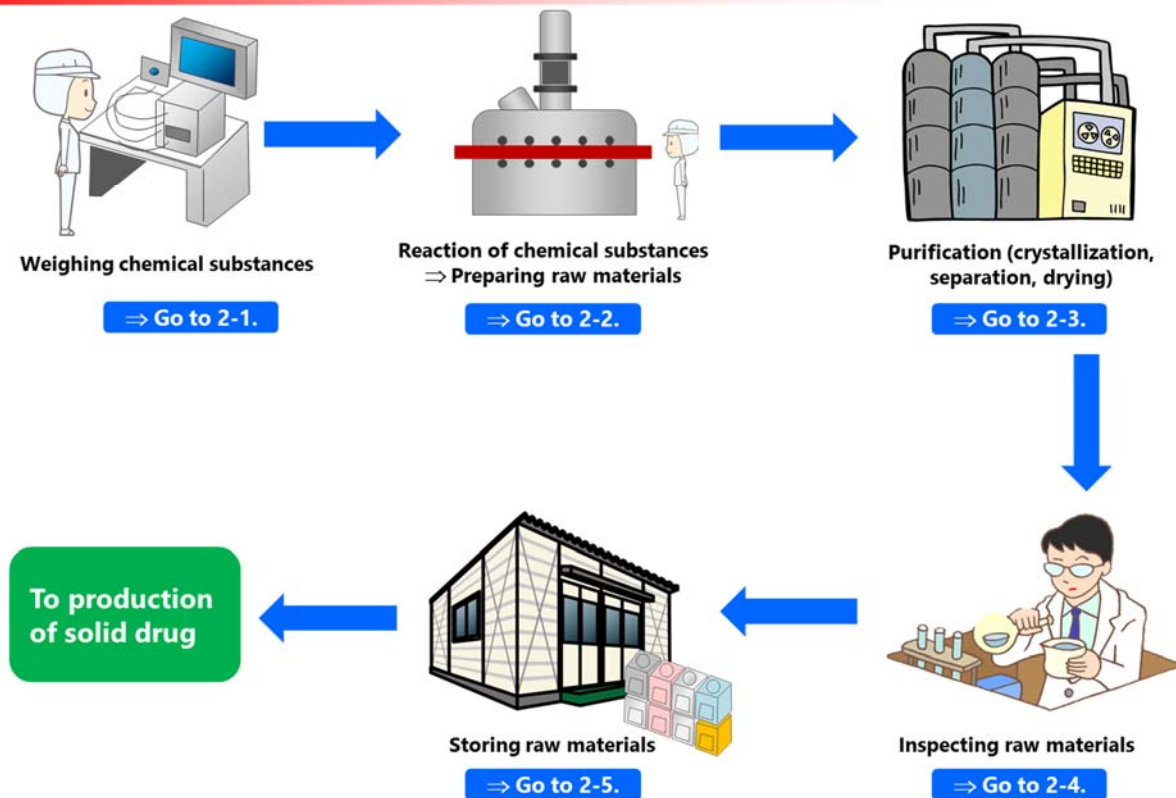 Weighing chemical substances
⇒ Go to 2-1.
Reaction of chemical substances
⇒ Preparing raw materials
⇒ Go to 2-2.
Purification (crystallization,
separation, drying)
⇒ Go to 2-3.
Inspecting raw materials
⇒ Go to 2-4.
Storing raw materials
⇒ Go to 2-5.
To production
of solid drug